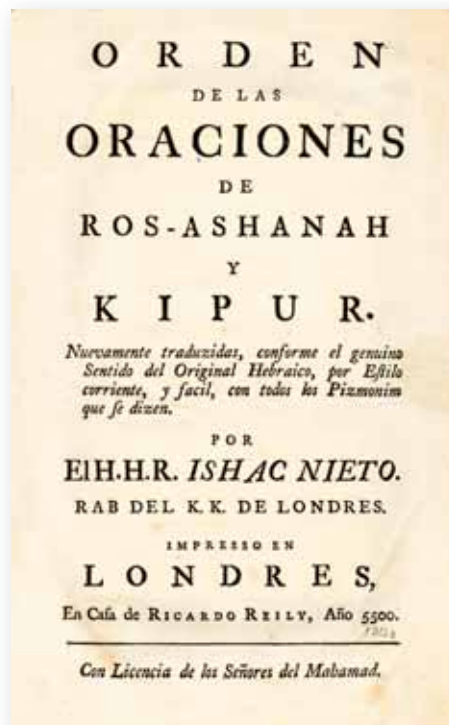 ORDEN
DE LAS
ORACIONES
DE
ROS-ASHANAH
Y
KIPUR.
Nuevamente traduzidas, conforme el genuino
Sentido del Original Hebraico, por Eſtilo
corriente, y facil, con todos los Pizmonim
que ſe dizen.
POR
El H.H.R. ISHAC NIETO.
RAB DEL K.K. DE LONDRES.
IMPRESSO EN
LONDRES,
En Caſa de RICARDO REILY, Año 5500.
Con Licencia de los Señores del Mahamad.